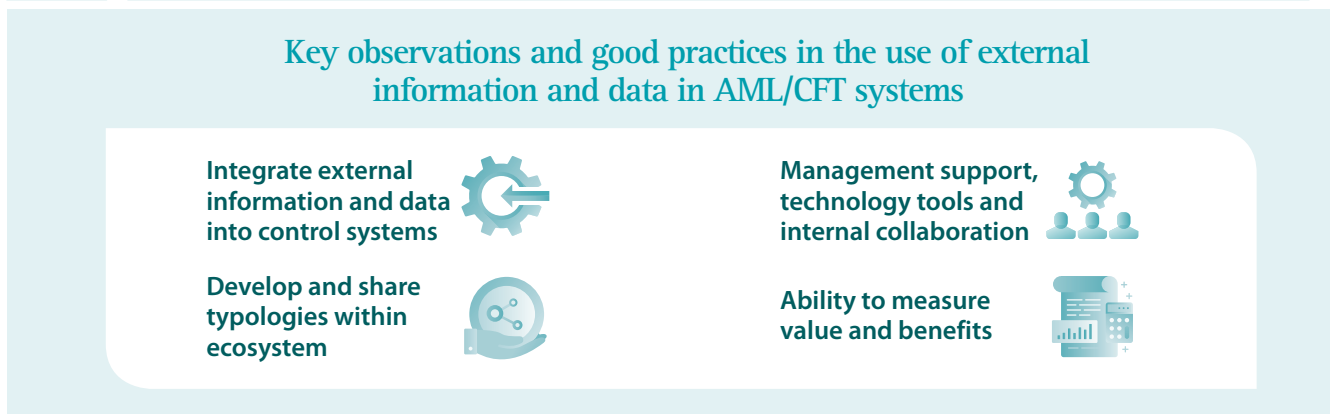 Key observations and good practices in the use of external
information and data in AML/CFT systems
Integrate external
information and data
into control systems
Management support,
technology tools and
internal collaboration
Develop and share
typologies within
ecosystem
Ability to measure
value and benefits